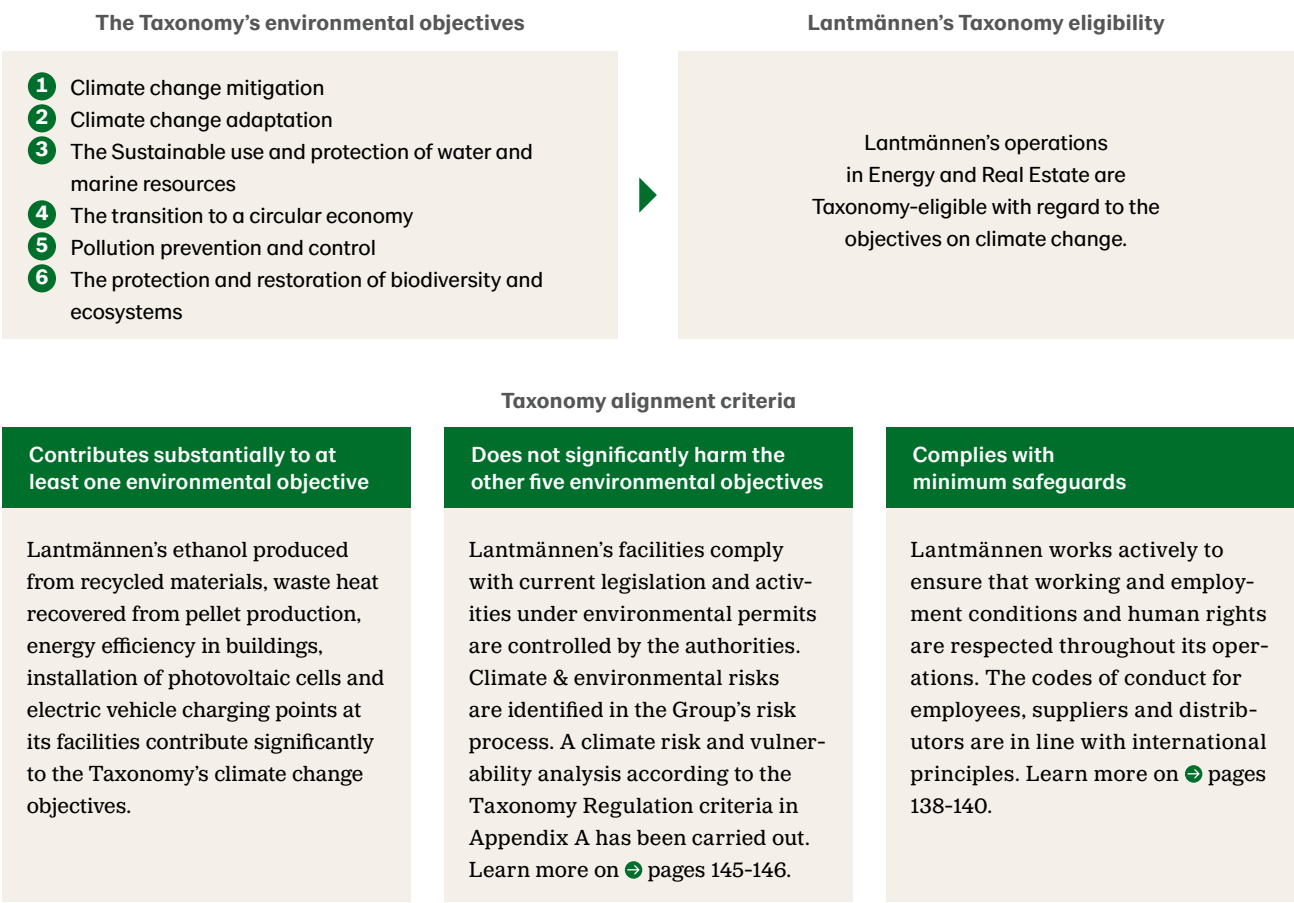 The Taxonomy's environmental objectives
1 Climate change mitigation
2 Climate change adaptation
3 The Sustainable use and protection of water and
marine resources
4 The transition to a circular economy
5 Pollution prevention and control
6 The protection and restoration of biodiversity and
ecosystems
Lantmännen's Taxonomy eligibility
Lantmännen's operations
in Energy and Real Estate are
Taxonomy-eligible with regard to the
objectives on climate change.
Taxonomy alignment criteria
Contributes substantially to at
least one environmental objective
Lantmännen's ethanol produced
from recycled materials, waste heat
recovered from pellet production,
energy efficiency in buildings,
installation of photovoltaic cells and
electric vehicle charging points at
its facilities contribute significantly
to the Taxonomy's climate change
objectives.
Does not significantly harm the
other five environmental objectives
Lantmännen's facilities comply
with current legislation and activ-
ities under environmental permits
are controlled by the authorities.
Climate & environmental risks
are identified in the Group's risk
process. A climate risk and vulner-
ability analysis according to the
Taxonomy Regulation criteria in
Appendix A has been carried out.
Learn more on pages 145-146.
Complies with
minimum safeguards
Lantmännen works actively to
ensure that working and employ-
ment conditions and human rights
are respected throughout its oper-
ations. The codes of conduct for
employees, suppliers and distrib-
utors are in line with international
principles. Learn more on pages
138-140.